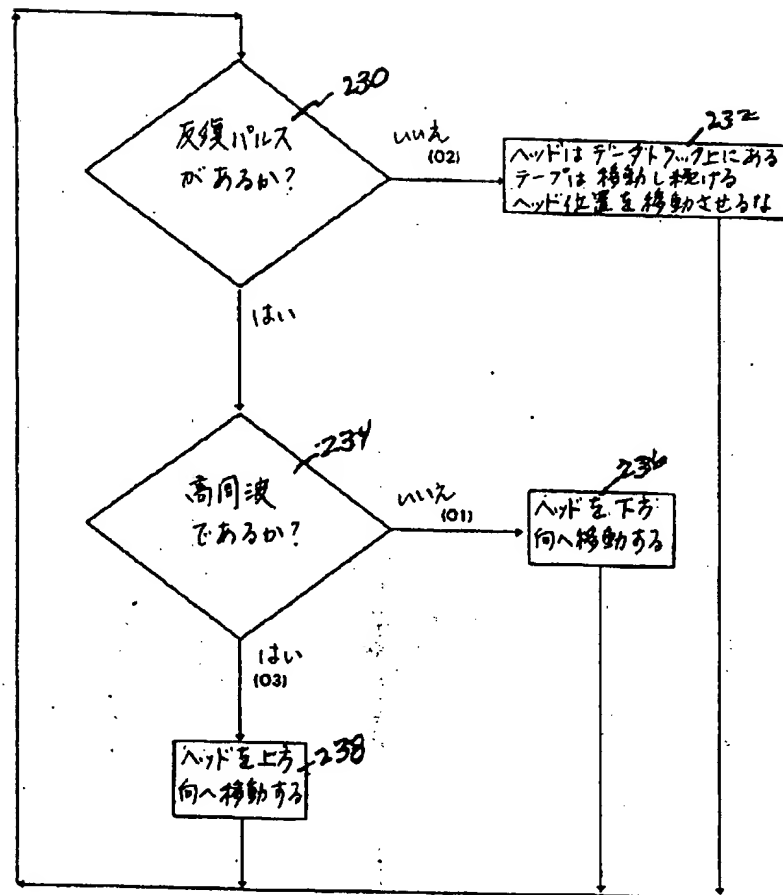 230
反復パルス
があるか?
いいえ
(02)
232
ヘッドはデータトラック上にある
テープは移動し続ける
ヘッド位置を移動させるな
はい
234
高周波
であるか?
いいえ
(01)
236
ヘッドを下方
向へ移動する
はい
(03)
ヘッドを上方
向へ移動する
238